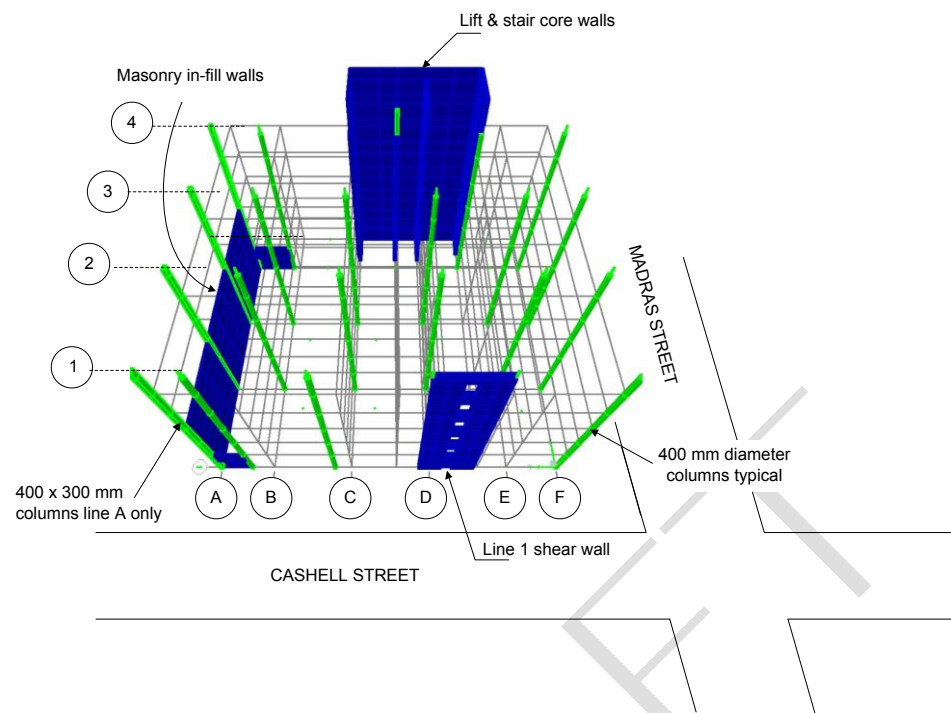 Lift & stair core walls
Masonry in-fill walls
4
3
2
1
MADRAS STREET
400 x 300 mm
columns line A only
A
B
C
D
E
F
400 mm diameter
columns typical
Line 1 shear wall
CASHELL STREET